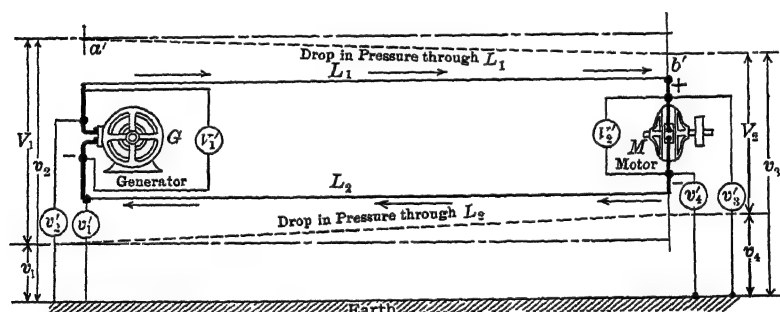 a'
Drop in Pressure through L₁
b'
L₁
+
+
V₁
v₂
G
V₁'
V₂'
M
Motor
V₂
v₃
−
Generator
L₂
−
v₂'
v₁'
v₄'
v₃'
Drop in Pressure through L₂
v₁
v₄
Earth